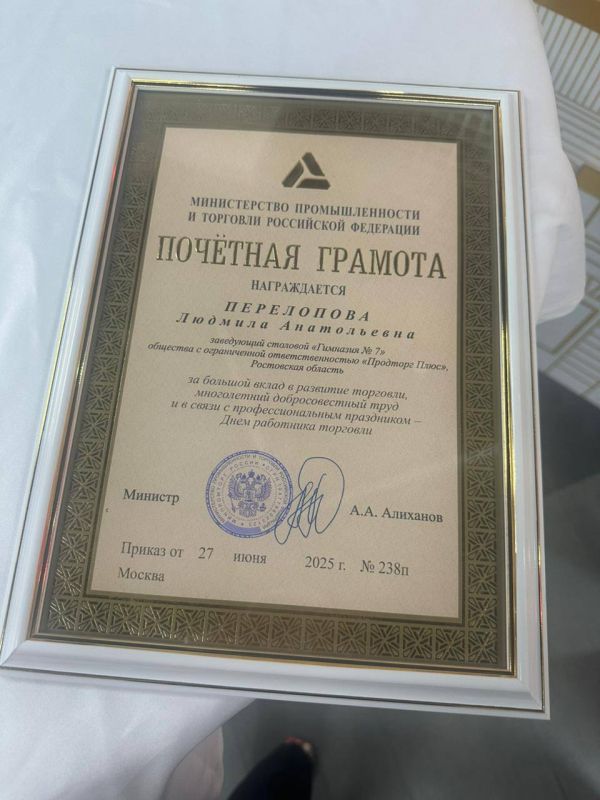 МИНИСТЕРСТВО ПРОМЫШЛЕННОСТИ
И ТОРГОВЛИ РОССИЙСКОЙ ФЕДЕРАЦИИ
ПОЧЁТНАЯ ГРАМОТА
НАГРАЖДАЕТСЯ
ПЕРЕЛОПОВА
Людмила Анатольевна
заведующий столовой «Гимназия № 7»
общества с ограниченной ответственностью «Продторг Плюс»,
Ростовская область
за большой вклад в развитие торговли,
многолетний добросовестный труд
и в связи с профессиональным праздником –
Днем работника торговли
Министр
А.А. Алиханов
Приказ от 27 июня 2025 г. № 238п
Москва